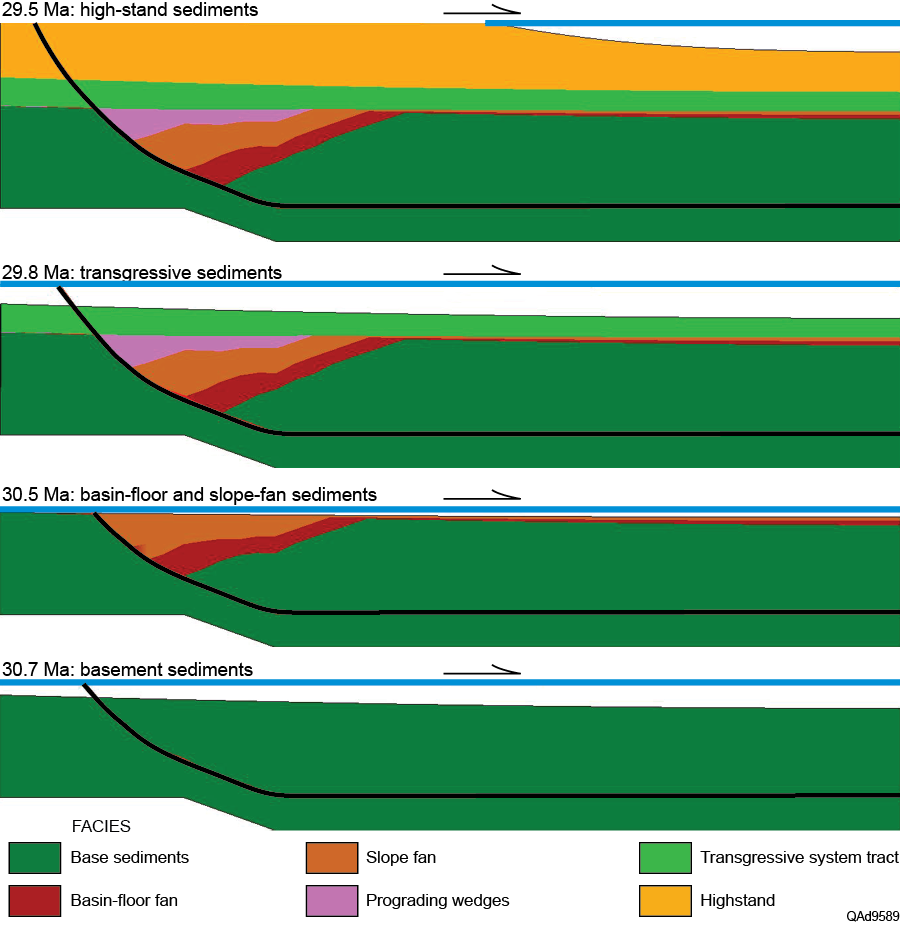 29.5 Ma: high-stand sediments
29.8 Ma: transgressive sediments
30.5 Ma: basin-floor and slope-fan sediments
30.7 Ma: basement sediments
FACIES
Base sediments
Slope fan
Transgressive system tract
Basin-floor fan
Prograding wedges
Highstand
QAd9589